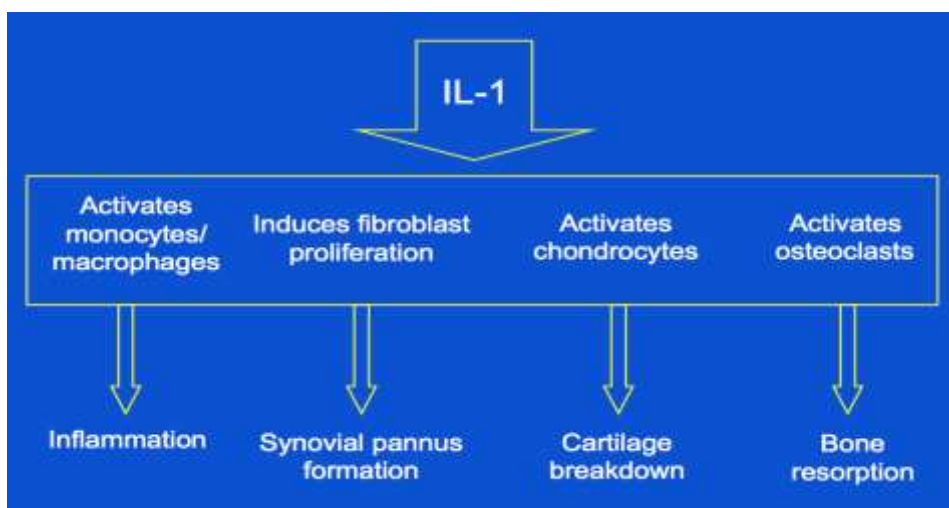 IL-1
Activates
monocytes/
macrophages
Induces fibroblast
proliferation
Activates
chondrocytes
Activates
osteoclasts
Inflammation
Synovial pannus
formation
Cartilage
breakdown
Bone
resorption